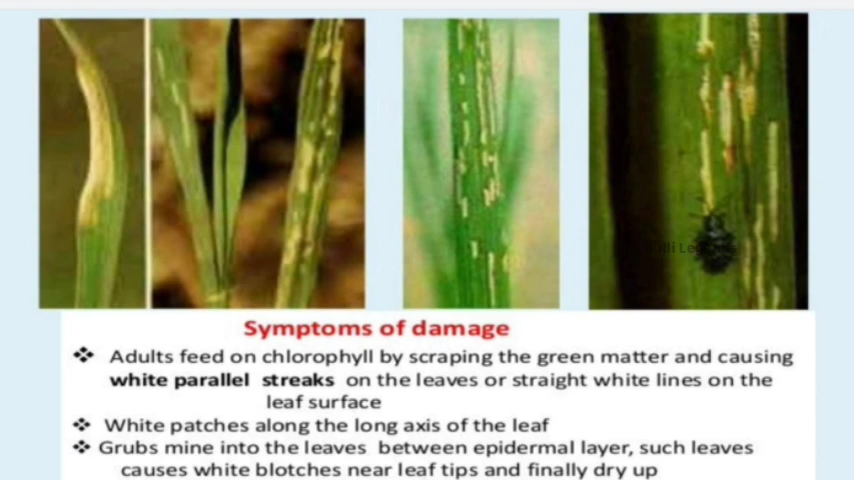 Symptoms of damage
❖ Adults feed on chlorophyll by scraping the green matter and causing
white parallel streaks on the leaves or straight white lines on the
leaf surface
❖ White patches along the long axis of the leaf
❖ Grubs mine into the leaves between epidermal layer, such leaves
causes white blotches near leaf tips and finally dry up